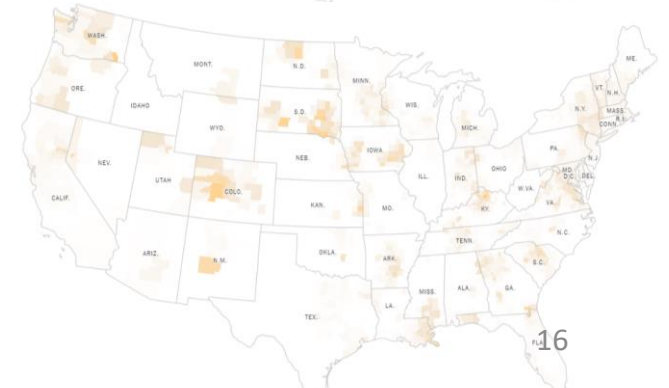 WASH.
MONT.
N.D.
MINN.
ME.
ORE.
IDAHO
S.D.
WIS.
MICH.
VT.
N.H.
N.Y.
MASS.
CONN.
R.I.
WYO.
IOWA
NEB.
PA.
N.J.
NEV.
UTAH
COLO.
ILL.
IND.
OHIO
MD.
D.C.
DEL.
W.VA.
VA.
CALIF.
KAN.
MO.
KY.
N.C.
TENN.
ARIZ.
N.M.
OKLA.
ARK.
S.C.
MISS.
ALA.
GA.
TEX.
LA.
FLA.
16